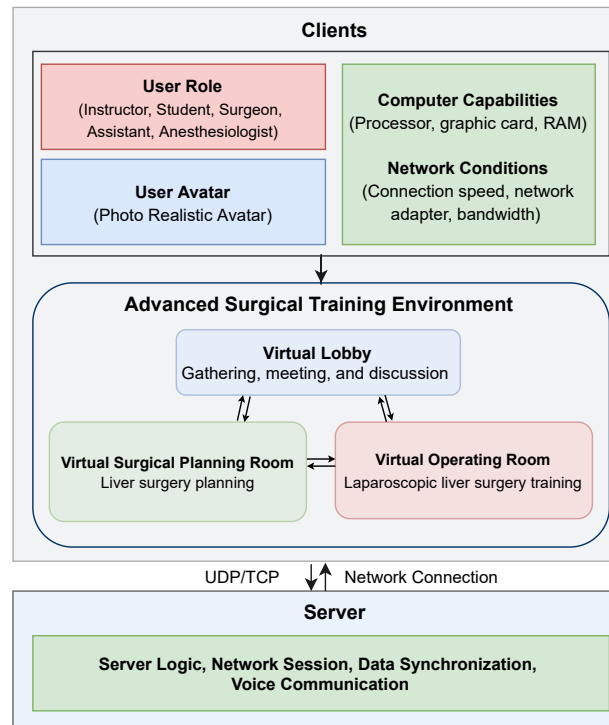 Clients
User Role
(Instructor, Student, Surgeon,
Assistant, Anesthesiologist)
User Avatar
(Photo Realistic Avatar)
Computer Capabilities
(Processor, graphic card, RAM)
Network Conditions
(Connection speed, network
adapter, bandwidth)
Advanced Surgical Training Environment
Virtual Lobby
Gathering, meeting, and discussion
Virtual Surgical Planning Room
Liver surgery planning
Virtual Operating Room
Laparoscopic liver surgery training
UDP/TCP
Network Connection
Server
Server Logic, Network Session, Data Synchronization,
Voice Communication